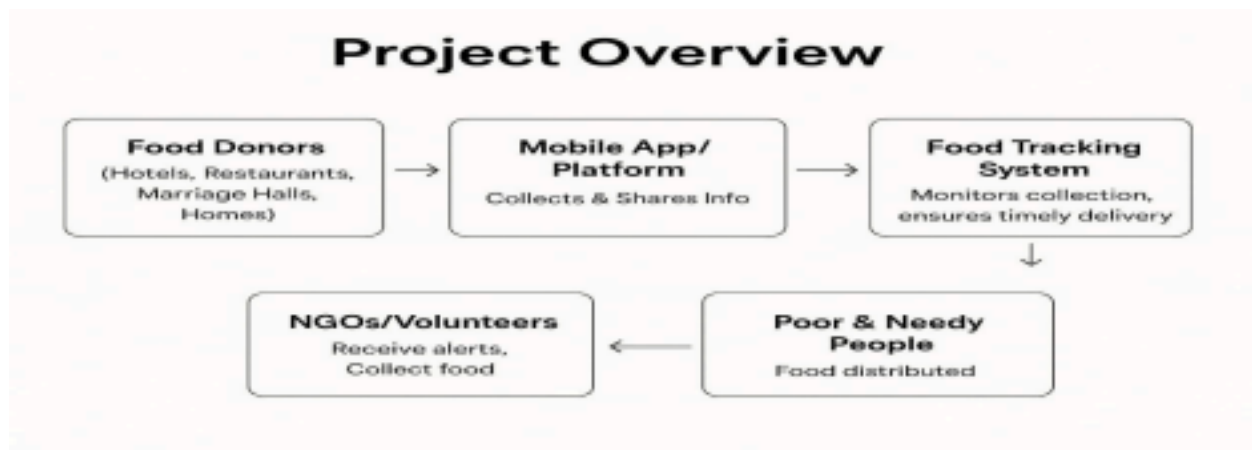 Project Overview
Food Donors
(Hotels, Restaurants,
Marriage Halls,
Homes)
Mobile App/
Platform
Collects & Shares Info
Food Tracking
System
Monitors collection,
ensures timely delivery
Poor & Needy
People
Food distributed
NGOs/Volunteers
Receive alerts,
Collect food